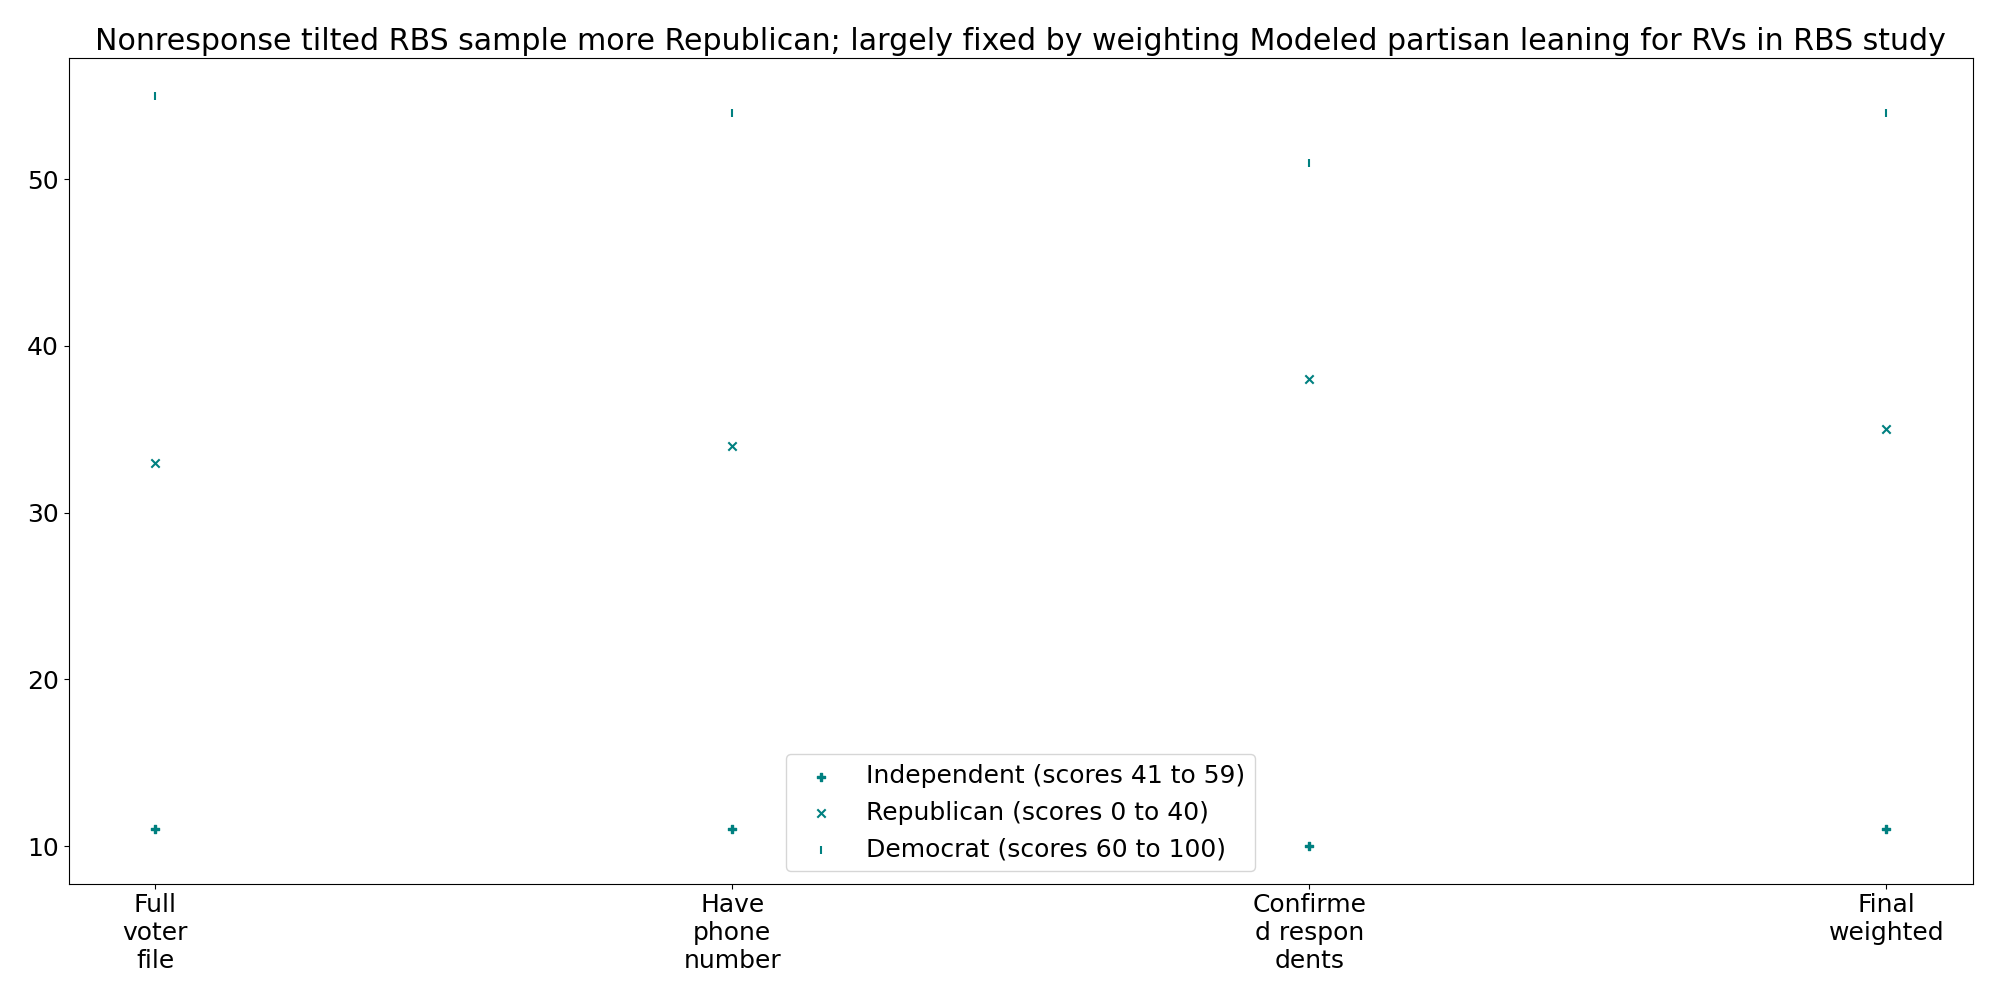 Nonresponse tilted RBS sample more Republican; largely fixed by weighting Modeled partisan leaning for RVs in RBS study
50
40
30
20
10
Independent (scores 41 to 59)
Republican (scores 0 to 40)
Democrat (scores 60 to 100)
Full
voter
file
Have
phone
number
Confirme
d respon
dents
Final
weighted